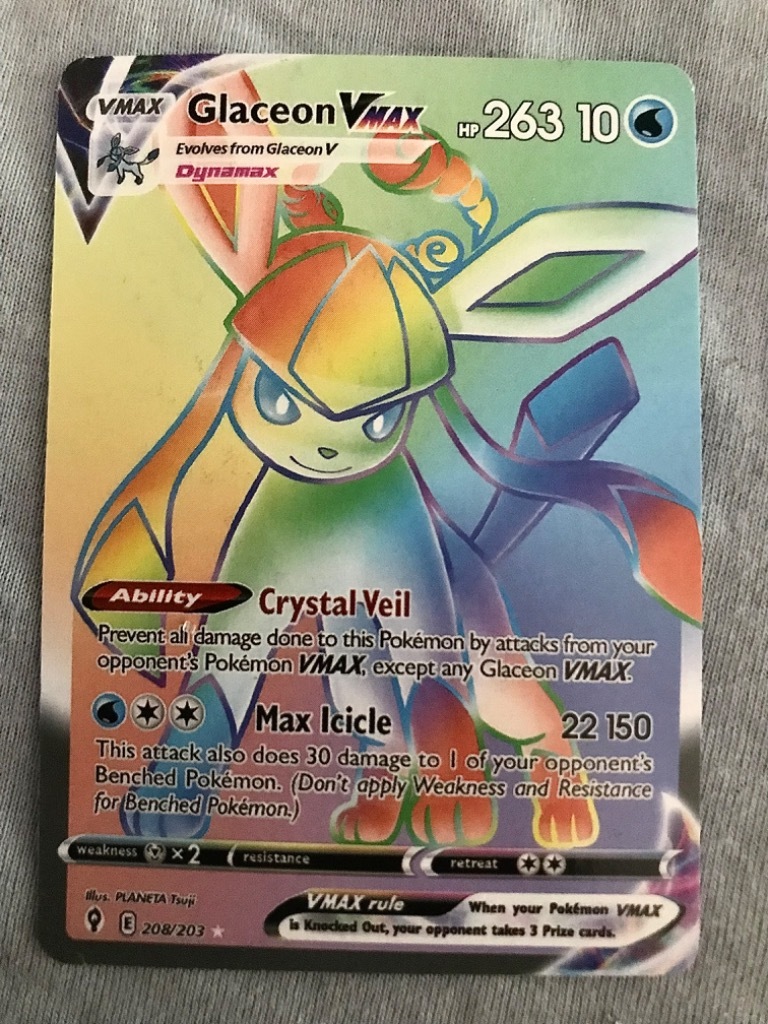 VMAX
Glaceon VMAX HP 263 10
Evolves from Glaceon V
Dynamax
Ability Crystal Veil
Prevent all damage done to this Pokémon by attacks from your
opponent's Pokémon VMAX, except any Glaceon VMAX.
Max Icicle 22 150
This attack also does 30 damage to 1 of your opponent's
Benched Pokémon. (Don't apply Weakness and Resistance
for Benched Pokémon.)
weakness ×2 resistance retreat
Illus. PLANETA Tsuji
E 208/203
VMAX rule When your Pokémon VMAX
is Knocked Out, your opponent takes 3 Prize cards.